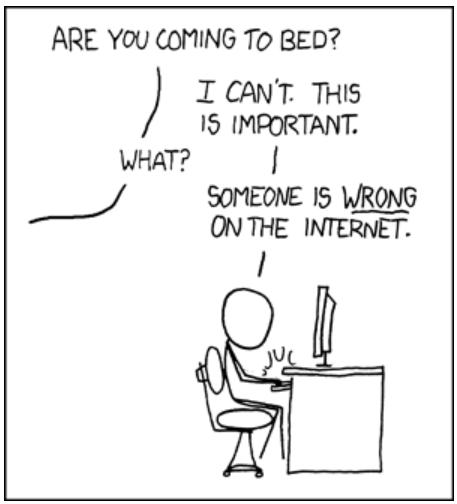 ARE YOU COMING TO BED?
I CAN'T. THIS
IS IMPORTANT.
WHAT?
SOMEONE IS WRONG
ON THE INTERNET.